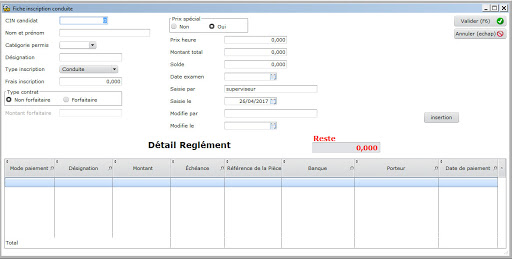 Fiche inscription conduite
CIN candidat 0
Nom et prénom
Catégorie permis
Désignation
Type inscription Conduite
Frais inscription 0,000
Type contrat
Non forfaitaire Forfaitaire
Montant forfaitaire
Prix spécial
Non Oui
Prix heure 0,000
Montant total 0,000
Solde 0,000
Date examen
Saisie par superviseur
Saisie le 26/04/2017
Modifie par
Modifie le
Valider (F6)
Annuler (echap)
insertion
Détail Reglément
Reste
0,000
Mode paiement Désignation Montant Échéance Référence de la Pièce Banque Porteur Date de paiement
Total